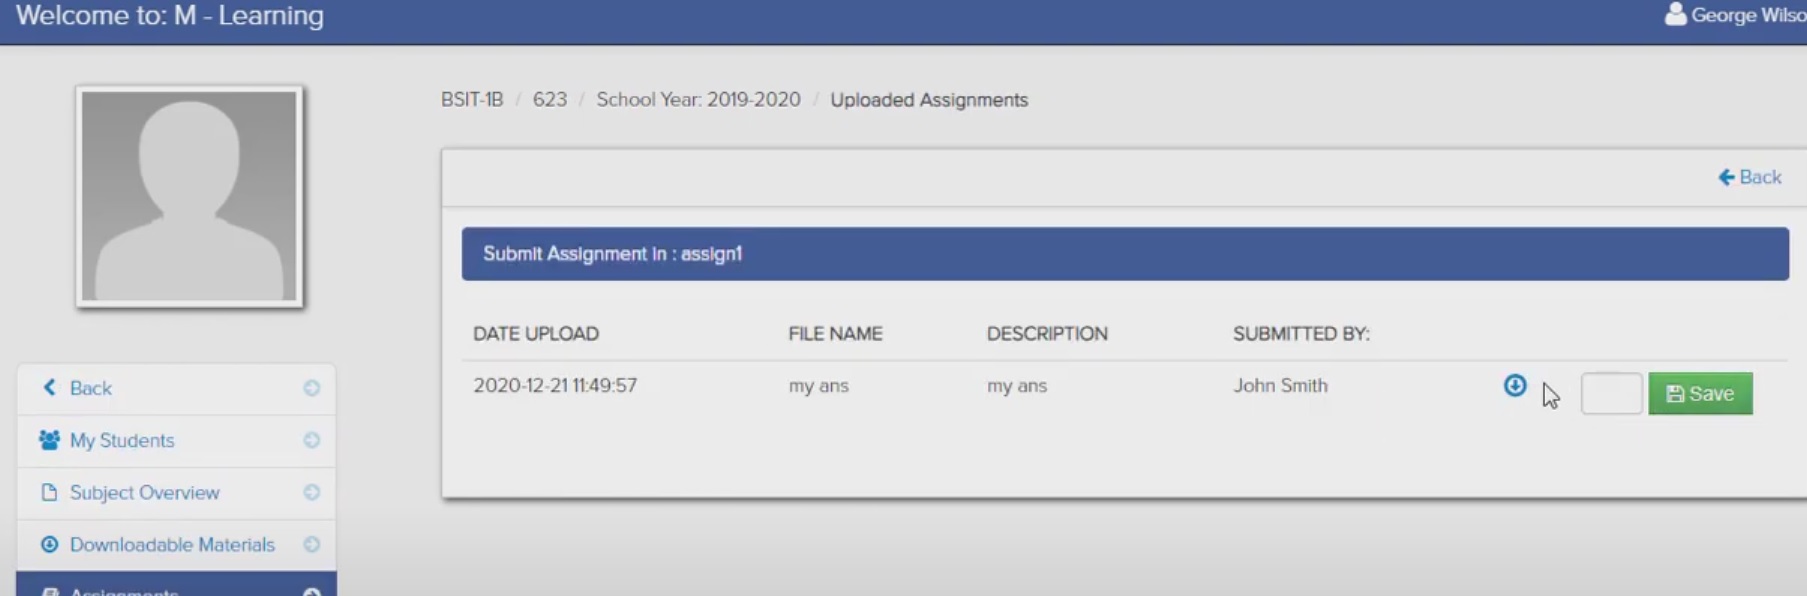 Welcome to: M - Learning
George Wilso
BSIT-1B / 623 / School Year: 2019-2020 / Uploaded Assignments
Back
Submit Assignment in : assign1
DATE UPLOAD FILE NAME DESCRIPTION SUBMITTED BY:
2020-12-21 11:49:57 my ans my ans John Smith Save
Back
My Students
Subject Overview
Downloadable Materials
Assignments